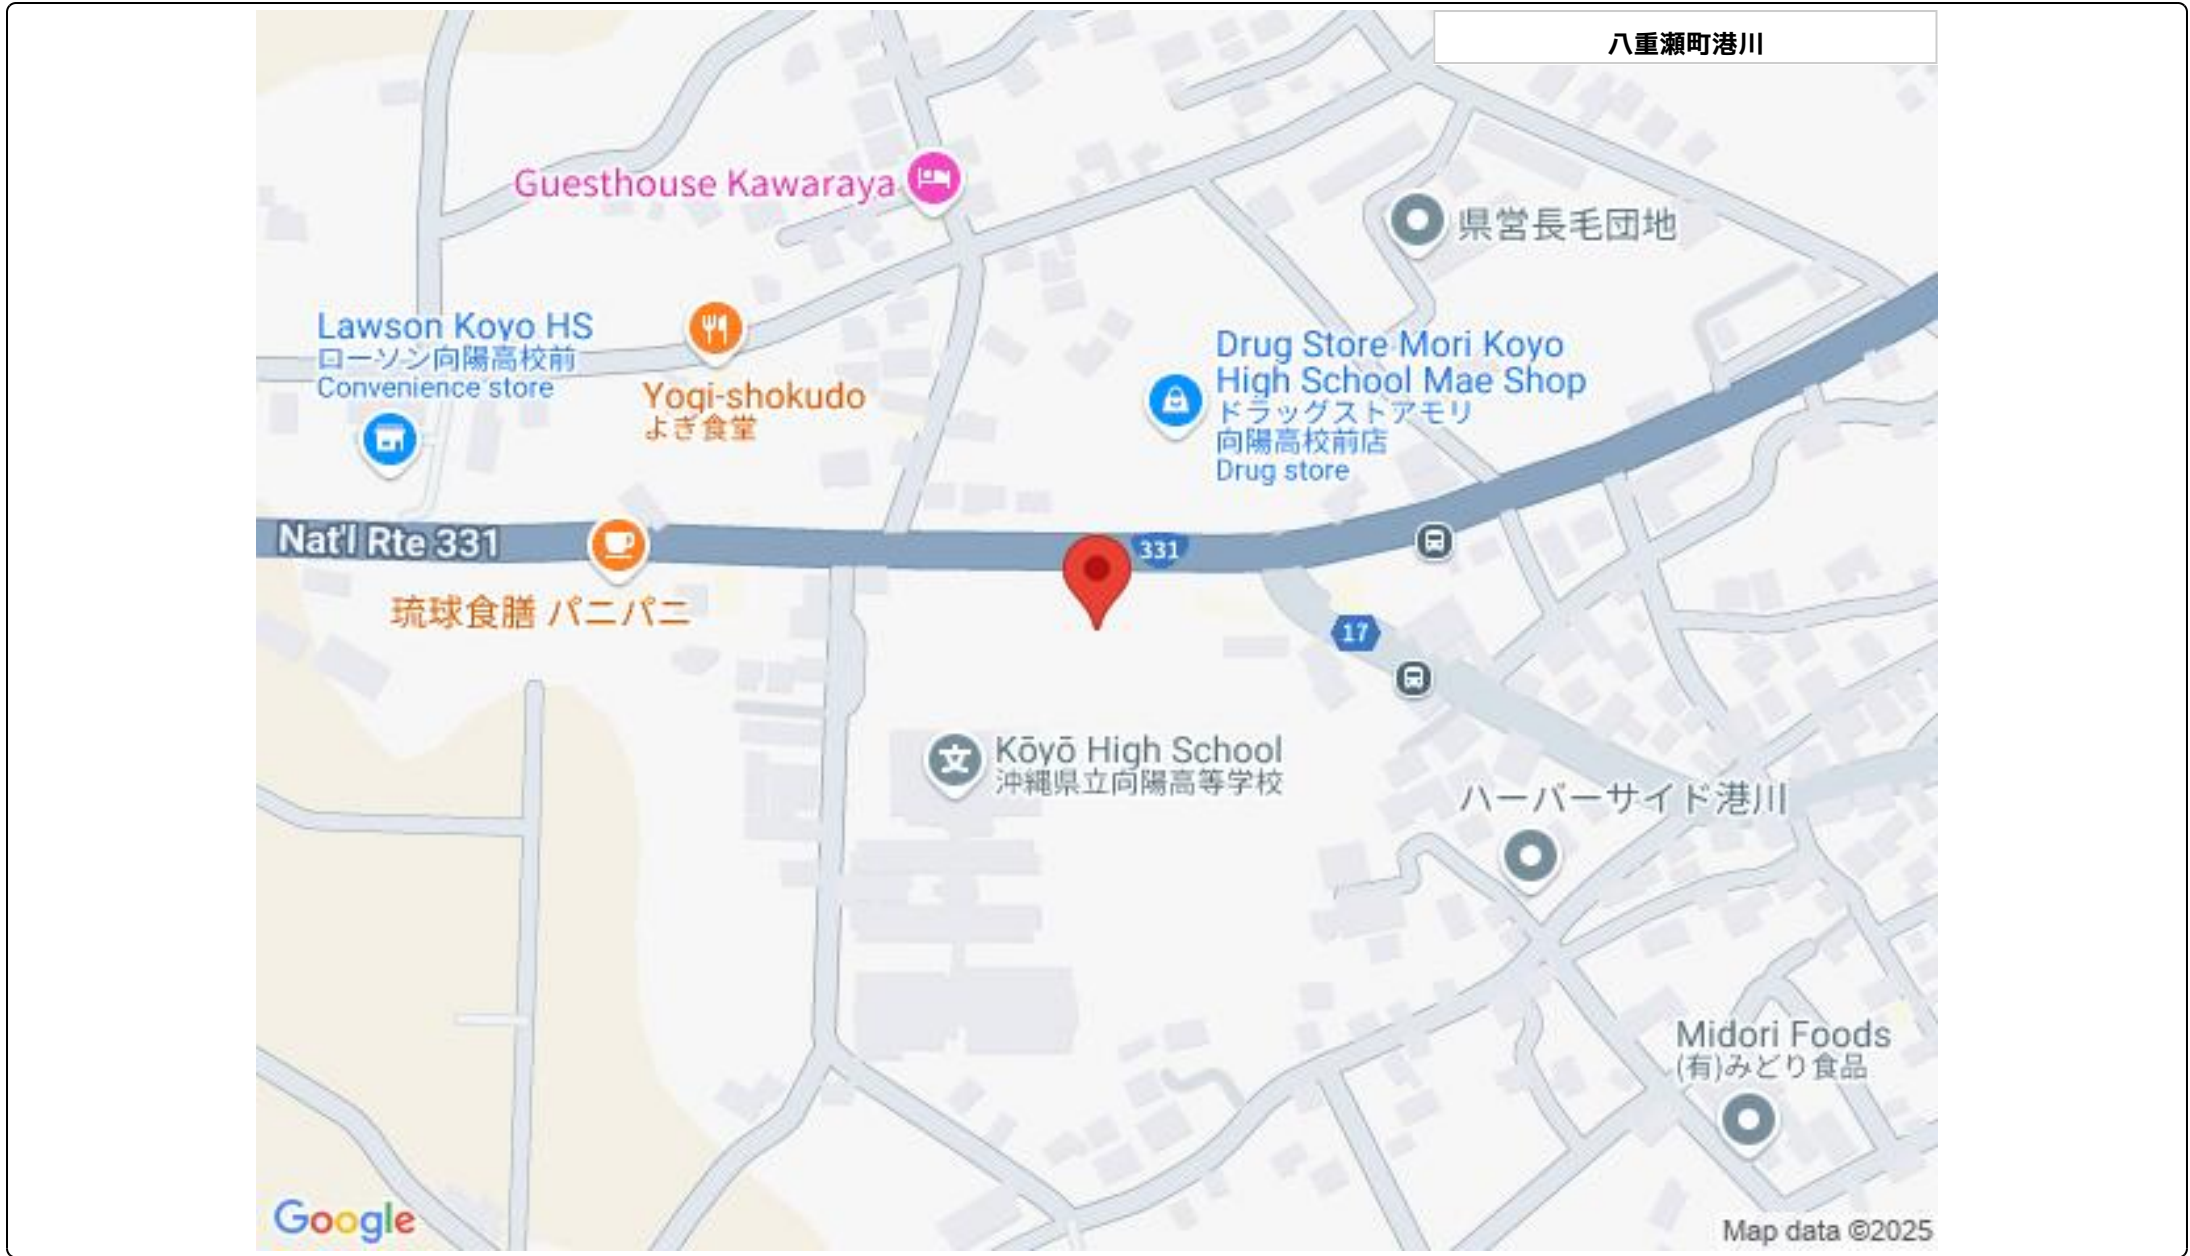 八重瀬町港川
Guesthouse Kawaraya
県営長毛団地
Lawson Koyo HS
ローソン向陽高校前
Convenience store
Yogi-shokudo
よぎ食堂
Drug Store Mori Koyo
High School Mae Shop
ドラッグストアモリ
向陽高校前店
Drug store
Nat'l Rte 331
331
琉球食膳 パニパニ
17
文
Kōyō High School
沖縄県立向陽高等学校
ハーバーサイド港川
Midori Foods
(有)みどり食品
Google
Map data ©2025